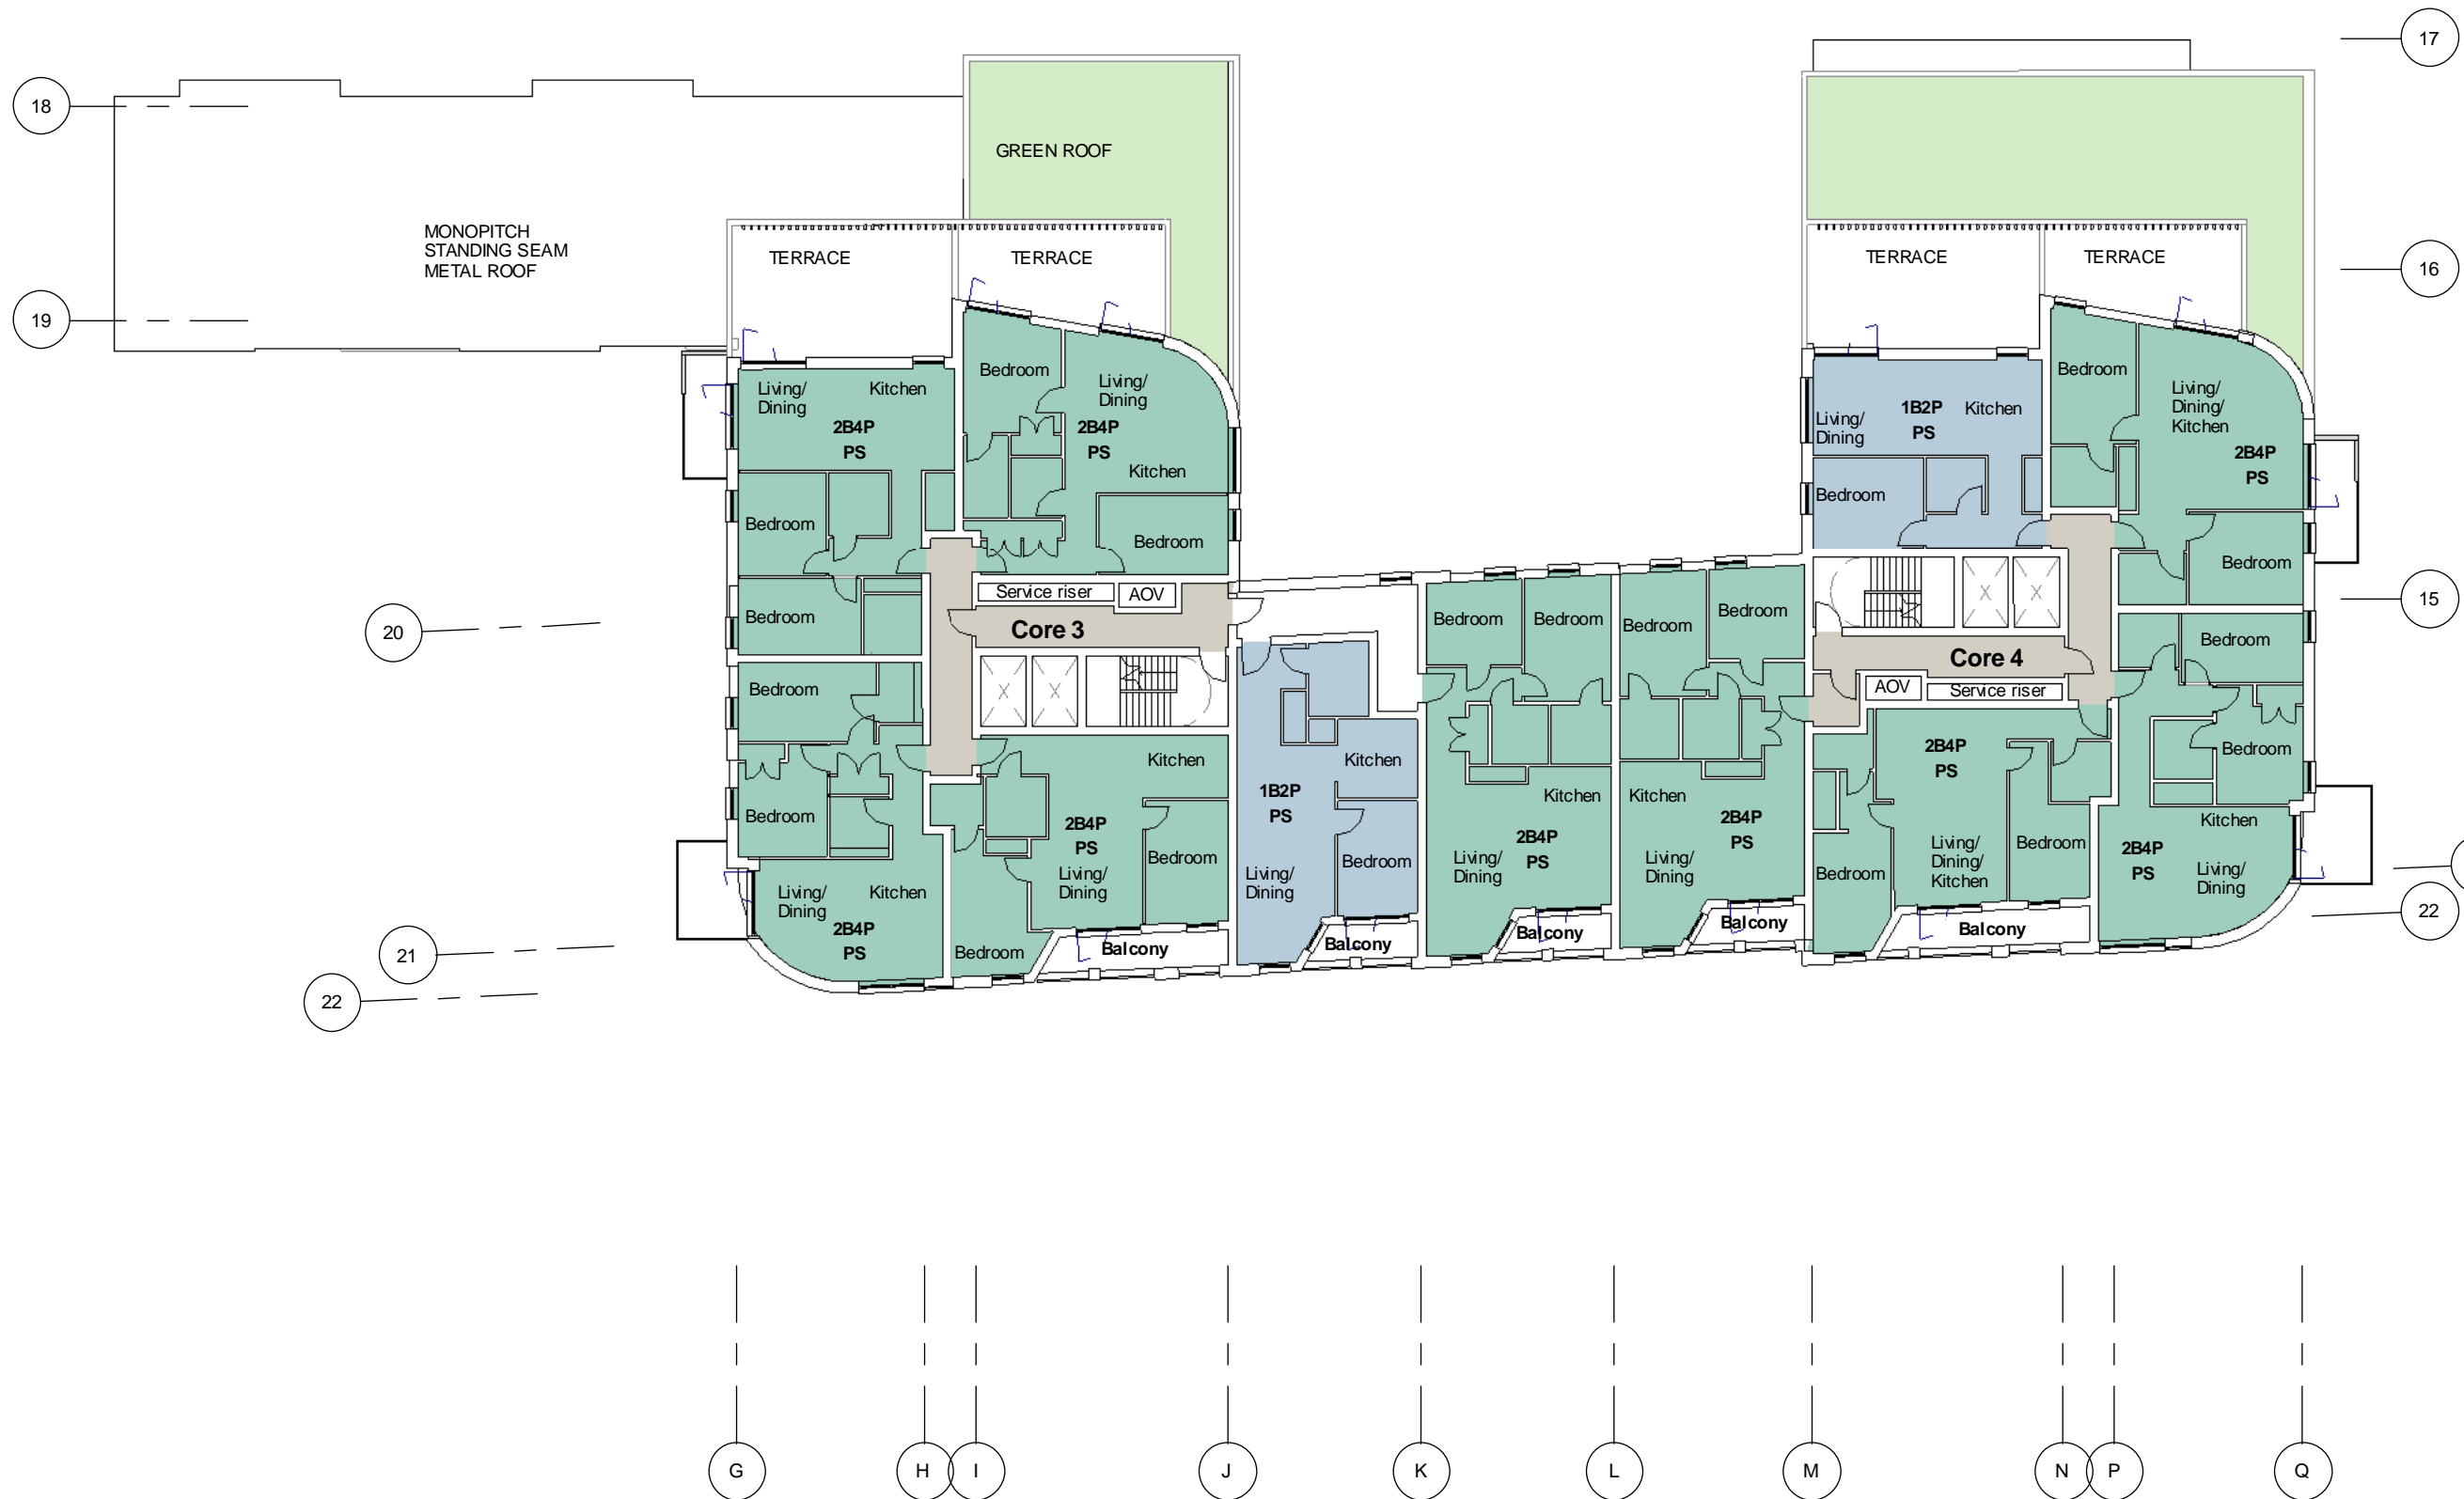 17
18
GREEN ROOF
MONOPITCH
STANDING SEAM
METAL ROOF
TERRACE
TERRACE
TERRACE
TERRACE
16
19
Living/
Dining
Kitchen
2B4P
PS
Bedroom
Bedroom
Bedroom
Living/
Dining
2B4P
PS
Kitchen
Bedroom
Living/
Dining
1B2P
PS
Kitchen
Bedroom
Bedroom
Living/
Dining/
Kitchen
2B4P
PS
Bedroom
Service riser
AOV
Core 3
20
15
Bedroom
Bedroom
Bedroom
Bedroom
Core 4
AOV
Service riser
Bedroom
Bedroom
Bedroom
Bedroom
Living/
Dining
Kitchen
2B4P
PS
21
22
Kitchen
2B4P
PS
Living/
Dining
Bedroom
Bedroom
Balcony
Kitchen
1B2P
PS
Living/
Dining
Bedroom
Balcony
Kitchen
2B4P
PS
Living/
Dining
Balcony
Kitchen
2B4P
PS
Living/
Dining
Balcony
2B4P
PS
Living/
Dining/
Kitchen
Bedroom
Bedroom
Balcony
Kitchen
2B4P
PS
Living/
Dining
22
G
H
I
J
K
L
M
N
P
Q